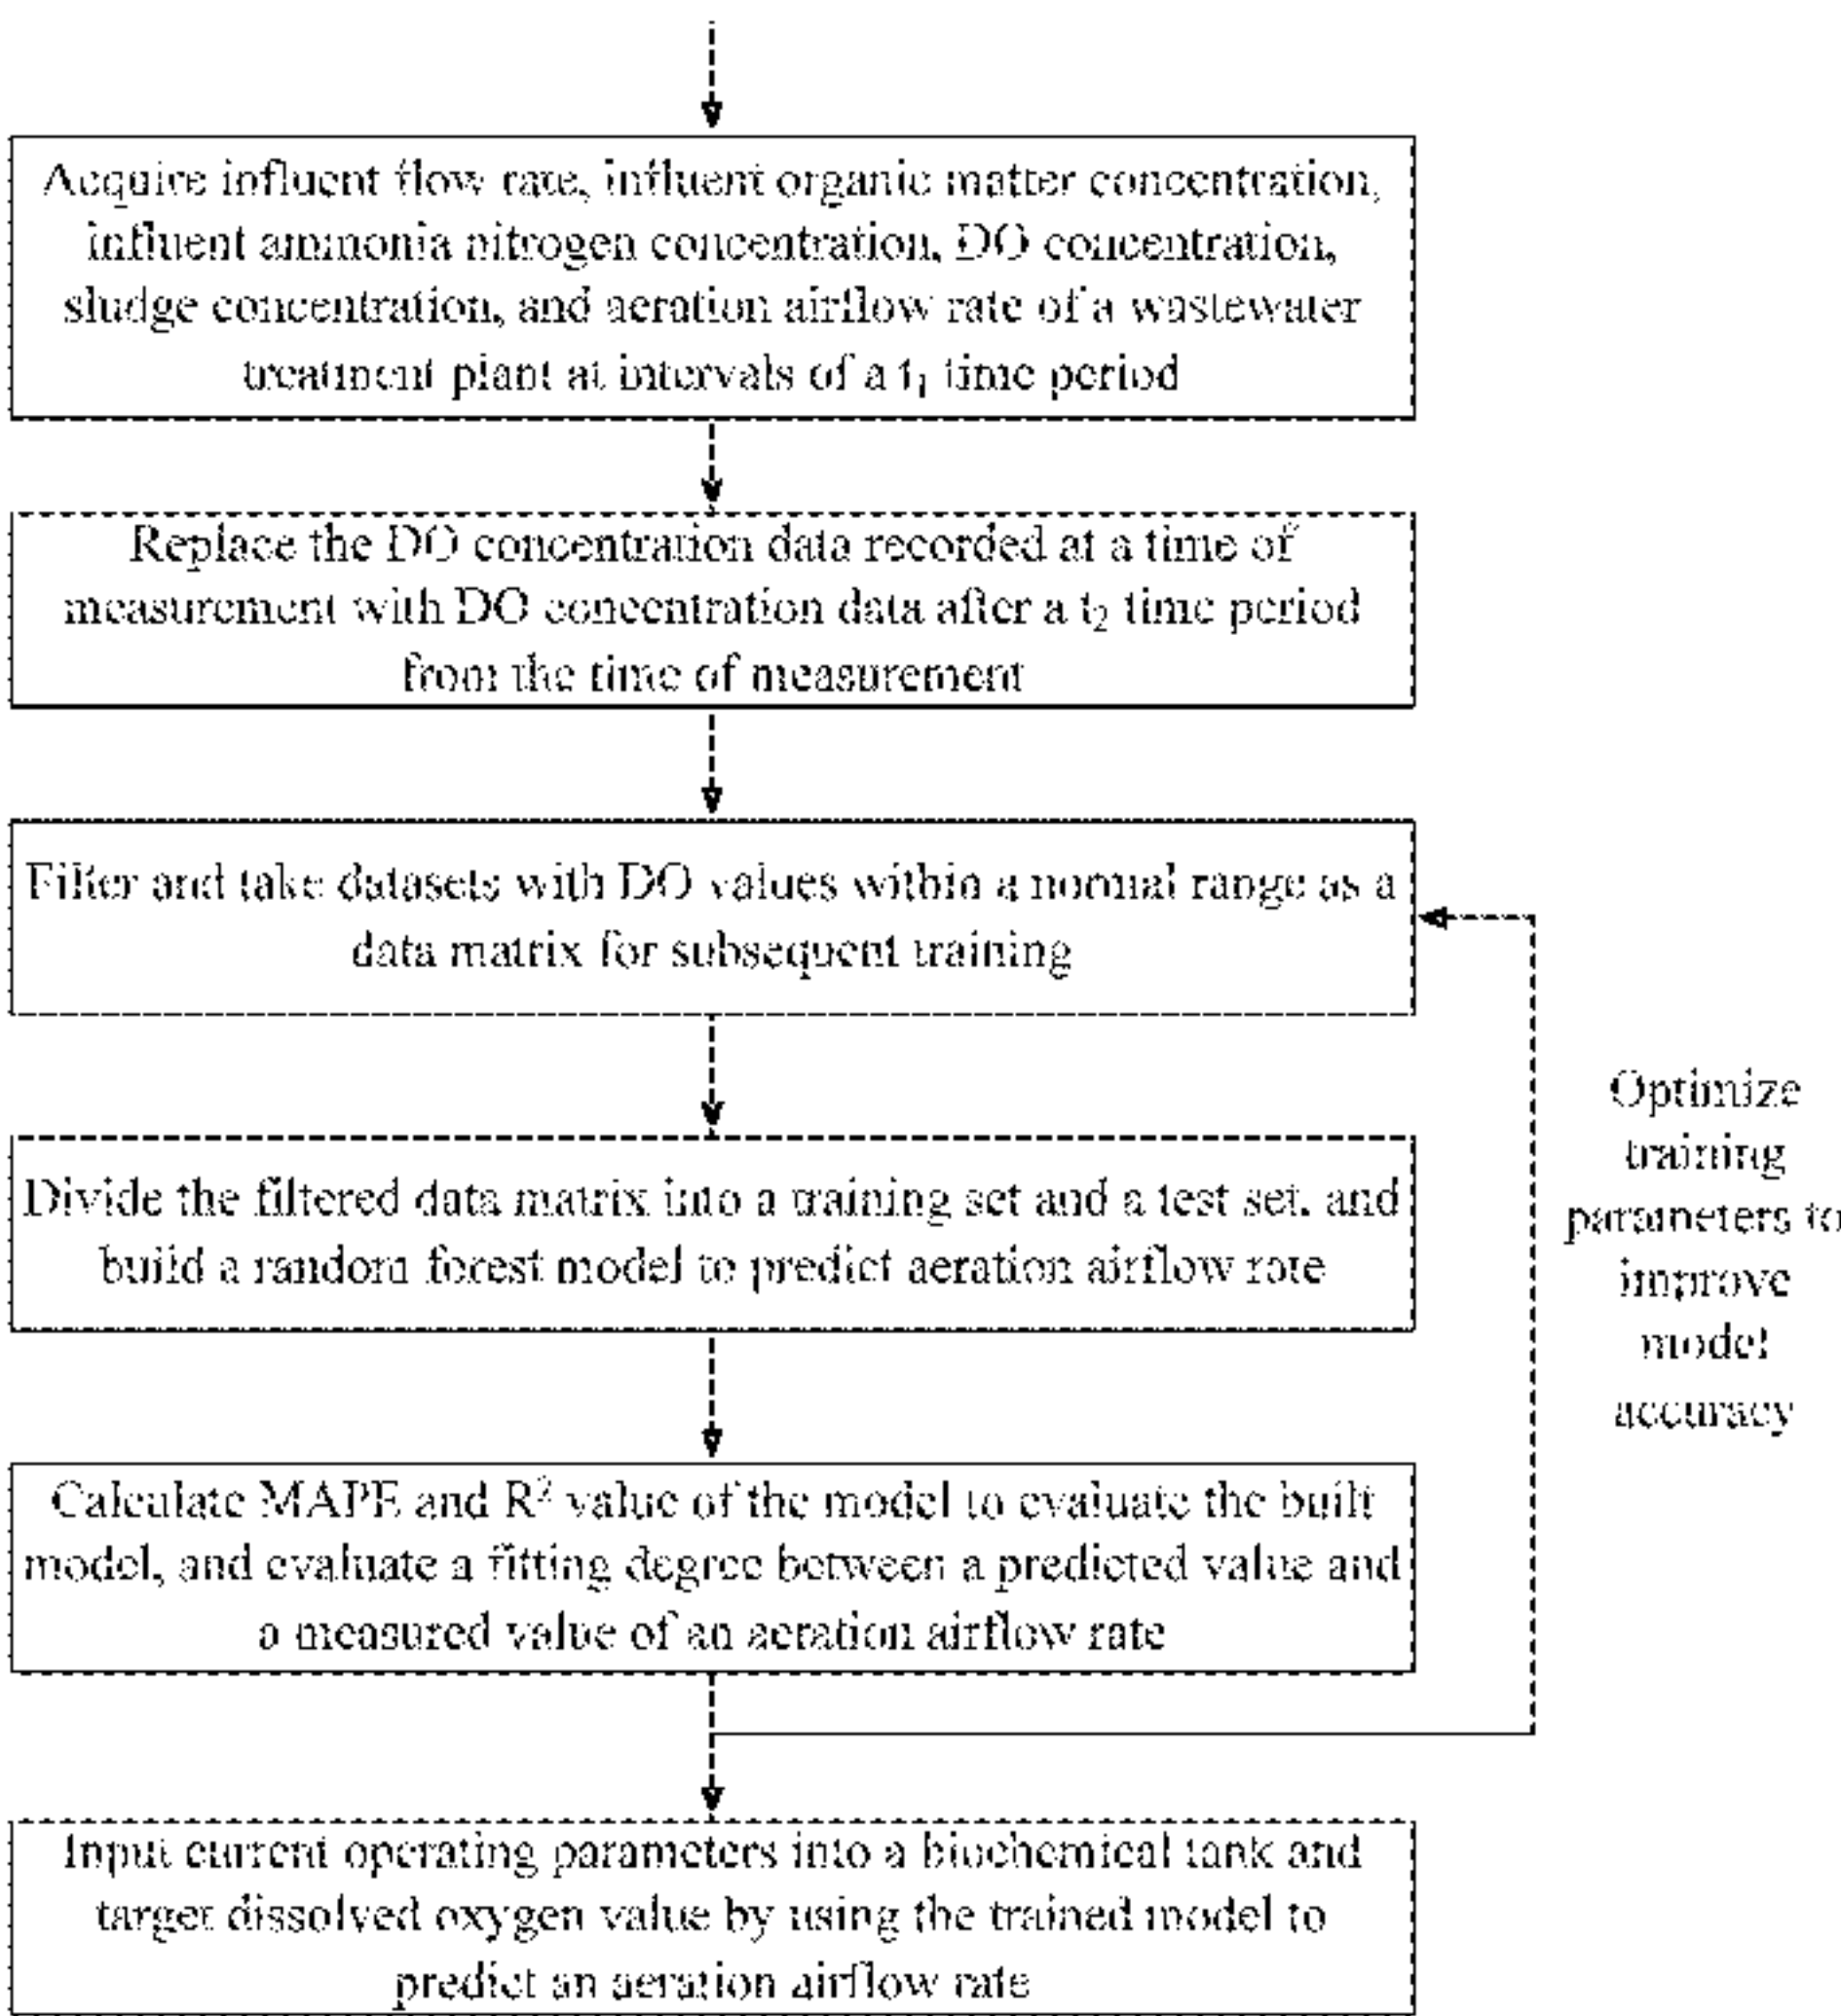 Acquire influent flow rate, influent organic matter concentration,
influent ammonia nitrogen concentration, DO concentration,
sludge concentration, and aeration airflow rate of a wastewater
treatment plant at intervals of a t₁ time period
Replace the DO concentration data recorded at a time of
measurement with DO concentration data after a t₂ time period
from the time of measurement
Filter and take datasets with DO values within a normal range as a
data matrix for subsequent training
Divide the filtered data matrix into a training set and a test set, and
build a random forest model to predict aeration airflow rate
Calculate MAPE and R² value of the model to evaluate the built
model, and evaluate a fitting degree between a predicted value and
a measured value of an aeration airflow rate
Input current operating parameters into a biochemical tank and
target dissolved oxygen value by using the trained model to
predict an aeration airflow rate
Optimize
training
parameters to
improve
model
accuracy